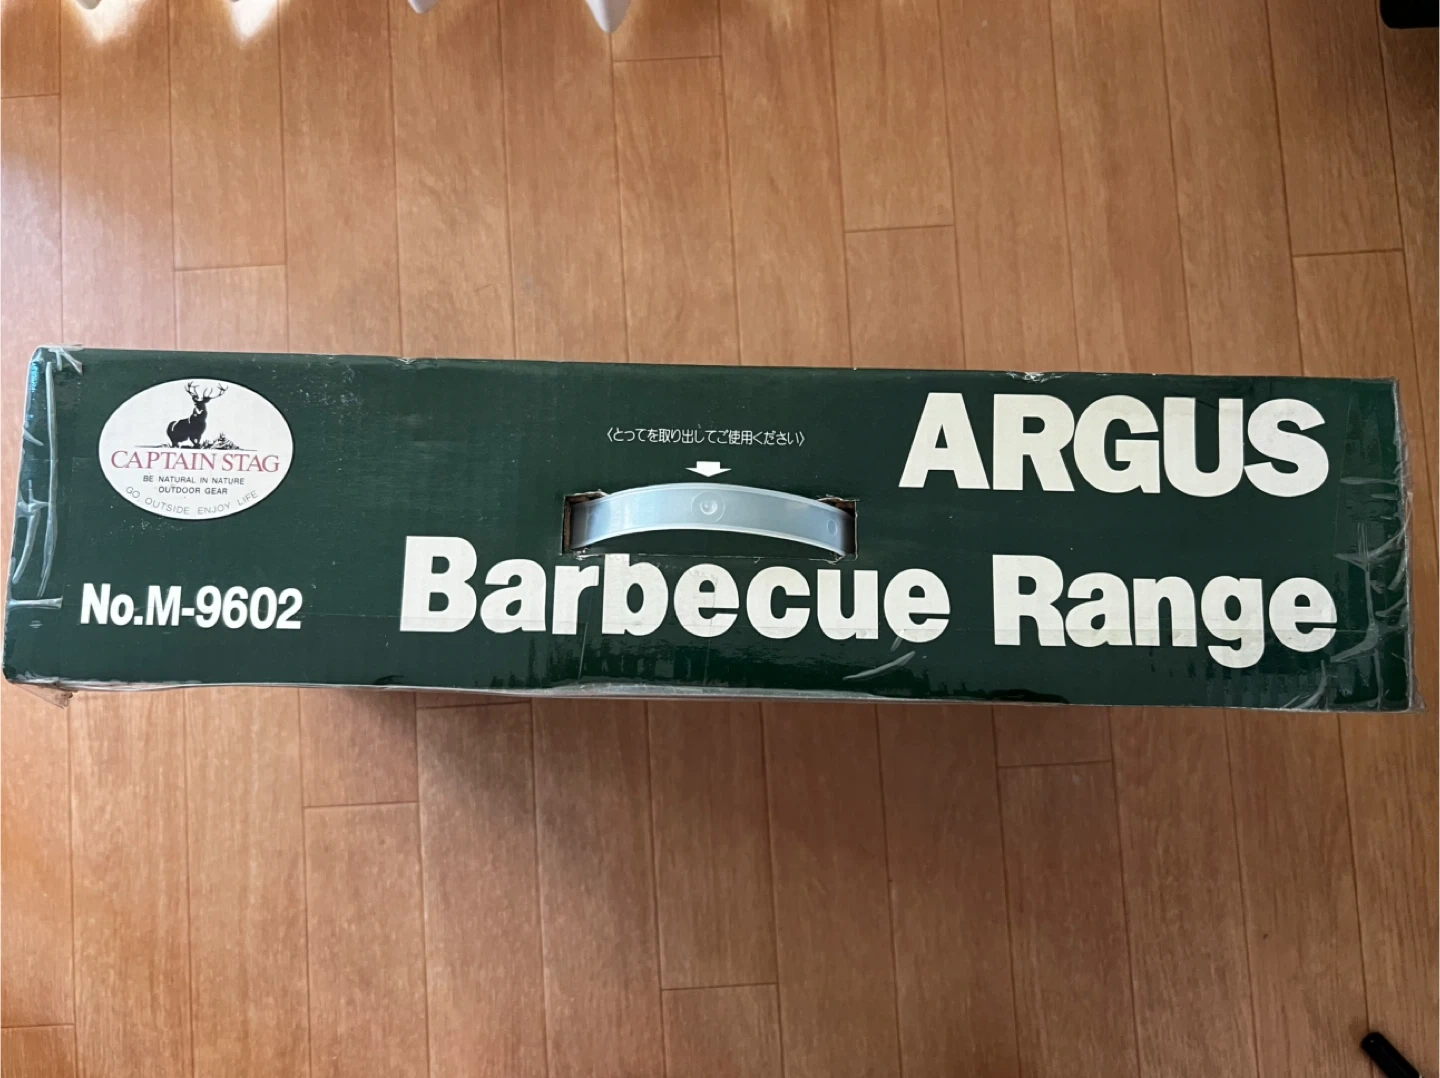 CAPTAIN STAG
BE NATURAL IN NATURE
OUTDOOR GEAR
GO OUTSIDE ENJOY LIFE
No.M-9602
〈とってを取り出してご使用ください〉
ARGUS
Barbecue Range